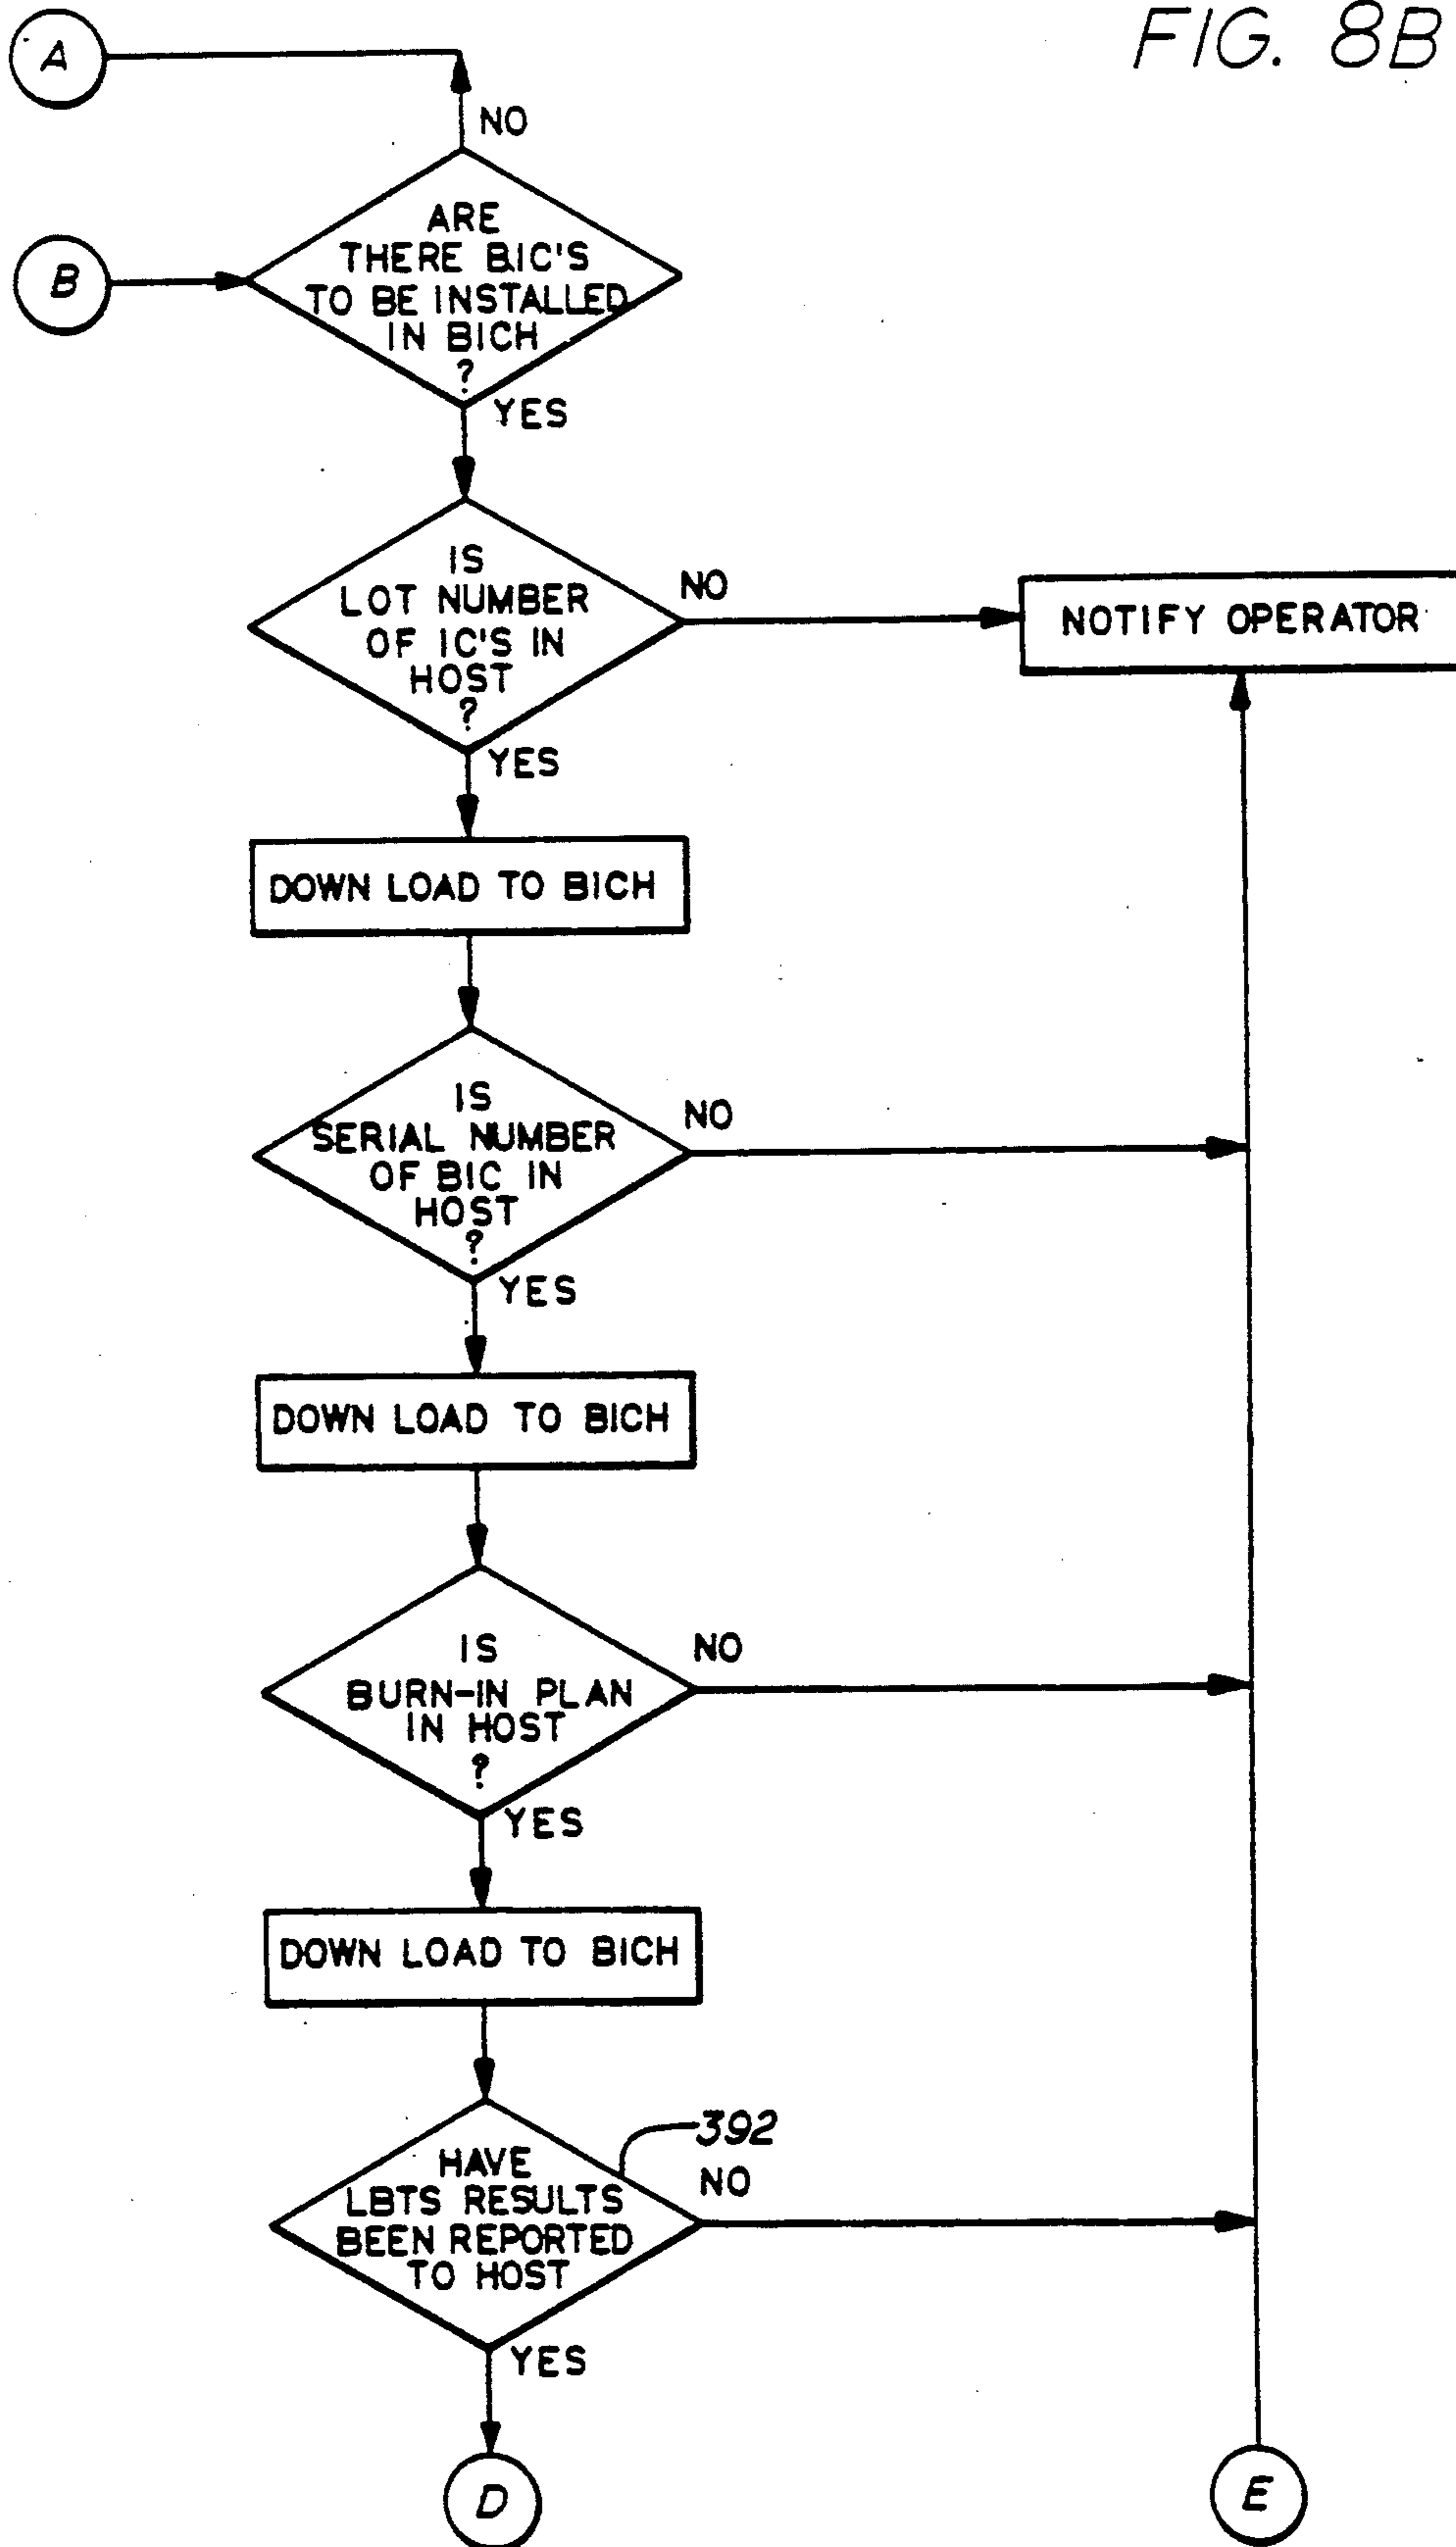 FIG. 8B
A
NO
ARE
THERE BIC'S
TO BE INSTALLED
IN BICH
?
B
YES
IS
LOT NUMBER
OF IC'S IN
HOST
?
NO
NOTIFY OPERATOR
YES
DOWN LOAD TO BICH
IS
SERIAL NUMBER
OF BIC IN
HOST
?
NO
YES
DOWN LOAD TO BICH
IS
BURN-IN PLAN
IN HOST
?
NO
YES
DOWN LOAD TO BICH
392
HAVE
LBTS RESULTS
BEEN REPORTED
TO HOST
NO
YES
D
E